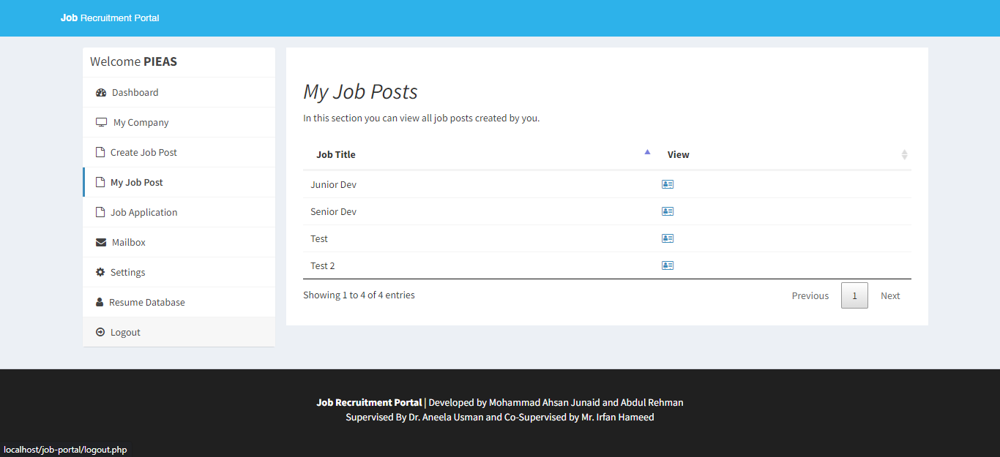 Job Recruitment Portal
Welcome PIEAS
Dashboard
My Company
Create Job Post
My Job Post
Job Application
Mailbox
Settings
Resume Database
Logout
My Job Posts
In this section you can view all job posts created by you.
Job Title View
Junior Dev
Senior Dev
Test
Test 2
Showing 1 to 4 of 4 entries
Previous 1 Next
Job Recruitment Portal | Developed by Mohammad Ahsan Junaid and Abdul Rehman
Supervised By Dr. Aneela Usman and Co-Supervised by Mr. Irfan Hameed
localhost/job-portal/logout.php